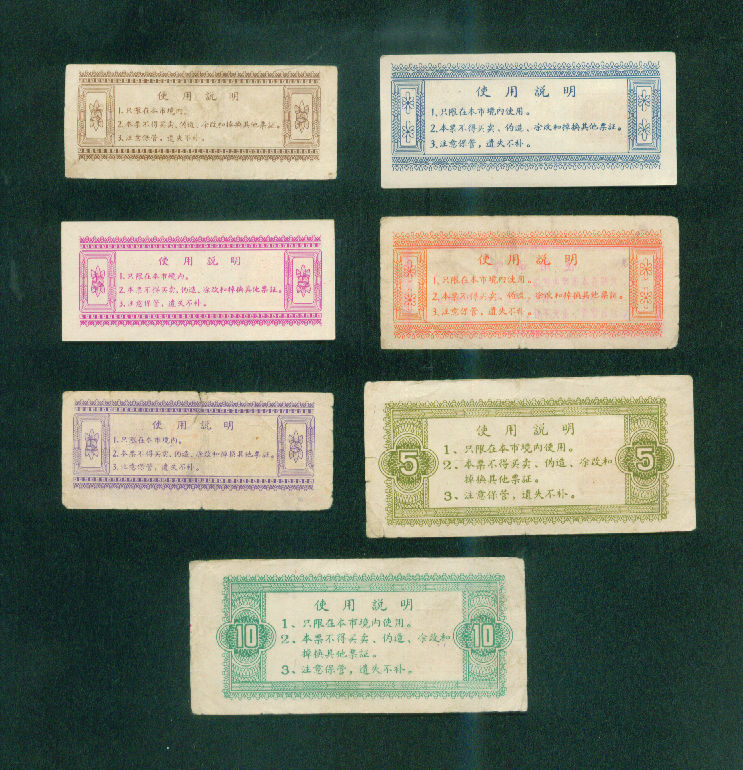 使用説明
1.只限在本市境內。
2.本票不得买卖、伪造、涂改和掉换其他票証。
3.注意保管，遺失不补。
使用説明
1.只限在本市境內使用。
2.本票不得买卖、伪造、涂改和掉换其他票証。
3.注意保管，遺失不补。
使用説明
1.只限在本市境內。
2.本票不得买卖、伪造、涂改和掉换其他票証。
3.注意保管，遺失不补。
使用説明
1.只限在本市境內使用。
2.本票不得买卖、伪造、涂改和掉换其他票証。
3.注意保管，遺失不补。
使用説明
1.只限在本市境內。
2.本票不得买卖、伪造、涂改和掉换其他票証。
3.注意保管，遺失不补。
使用説明
1、只限在本市境內使用。
5 2、本票不得买卖、伪造、涂改和 5
掉换其他票証。
3、注意保管，遺失不补。
使用説明
1、只限在本市境内使用。
10 2、本票不得买卖、伪造、涂改和 10
掉换其他票証。
3、注意保管，遺失不补。